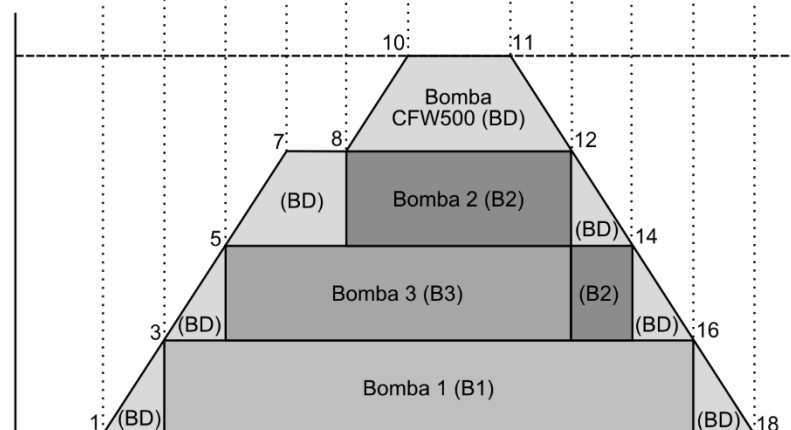 10
11
Bomba
CFW500 (BD)
7
8
12
(BD)
Bomba 2 (B2)
(BD)
5
14
Bomba 3 (B3)
(B2)
(BD)
(BD)
3
16
Bomba 1 (B1)
1
(BD)
(BD)
18